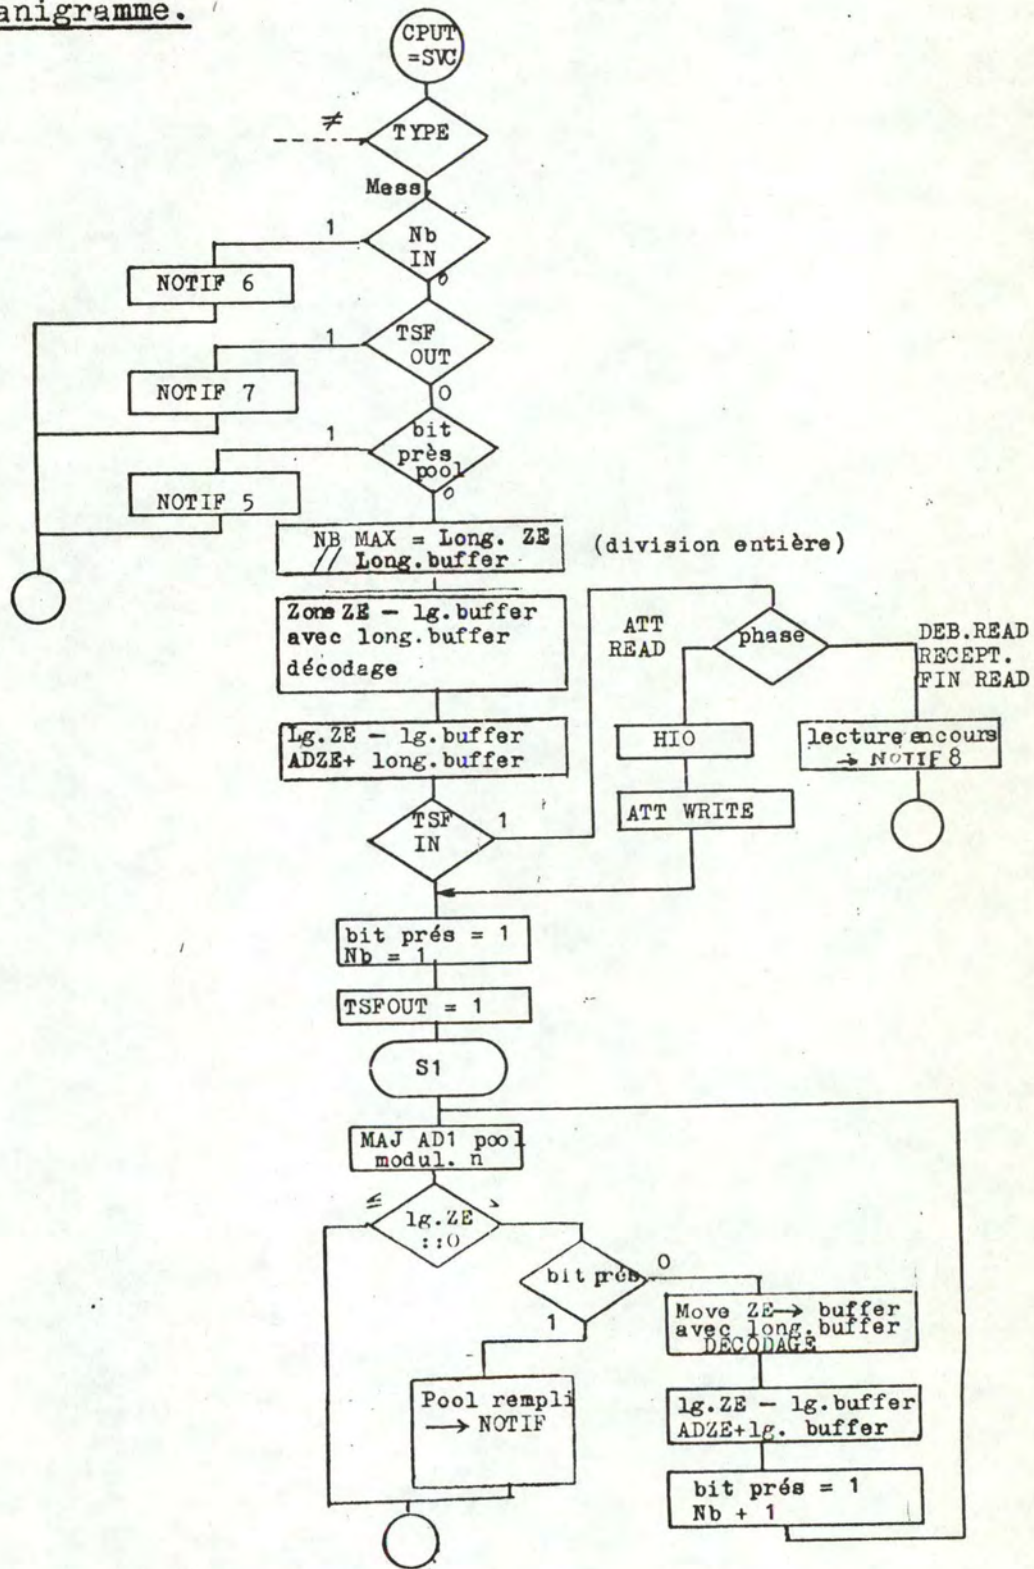 anigramme.
CPUT
=SVC
≠
TYPE
Mess.
1
Nb
IN
0
NOTIF 6
1
TSF
OUT
0
NOTIF 7
1
bit
près
pool
0
NOTIF 5
NB MAX = Long. ZE
// Long.buffer
(division entière)
Zone ZE — lg.buffer
avec long.buffer
décodage
ATT
READ
phase
DEB.READ
RECEPT.
FIN READ
Lg.ZE — lg.buffer
ADZE+ long.buffer
HIO
lecture encours
→ NOTIF 8
ATT WRITE
TSF
IN
1
bit prés = 1
Nb = 1
TSFOUT = 1
S1
MAJ AD1 pool
modul. n
≤
>
lg.ZE
::0
bit prés
0
1
Move ZE→ buffer
avec long.buffer
DECODAGE
Pool rempli
→ NOTIF
lg.ZE — lg.buffer
ADZE+lg. buffer
bit prés = 1
Nb + 1